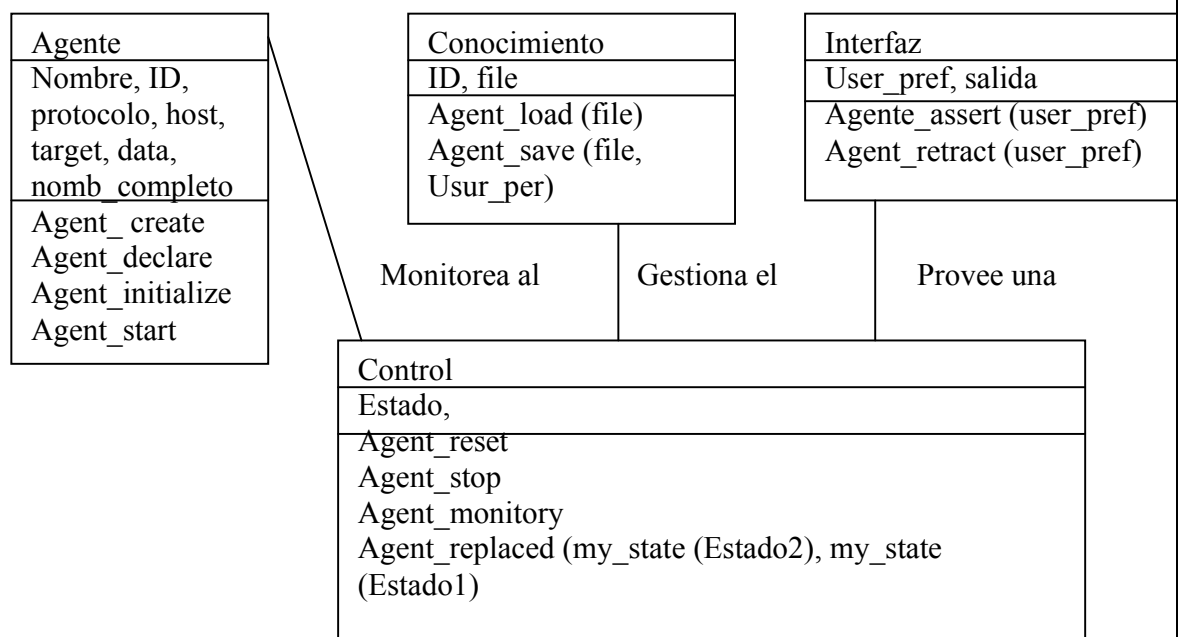 Agente
Nombre, ID,
protocolo, host,
target, data,
nomb_completo
Agent_ create
Agent_declare
Agent_initialize
Agent_start
Conocimiento
ID, file
Agent_load (file)
Agent_save (file,
Usur_per)
Interfaz
User_pref, salida
Agente_assert (user_pref)
Agent_retract (user_pref)
Monitorea al
Gestiona el
Provee una
Control
Estado,
Agent_reset
Agent_stop
Agent_monitory
Agent_replaced (my_state (Estado2), my_state
(Estado1)